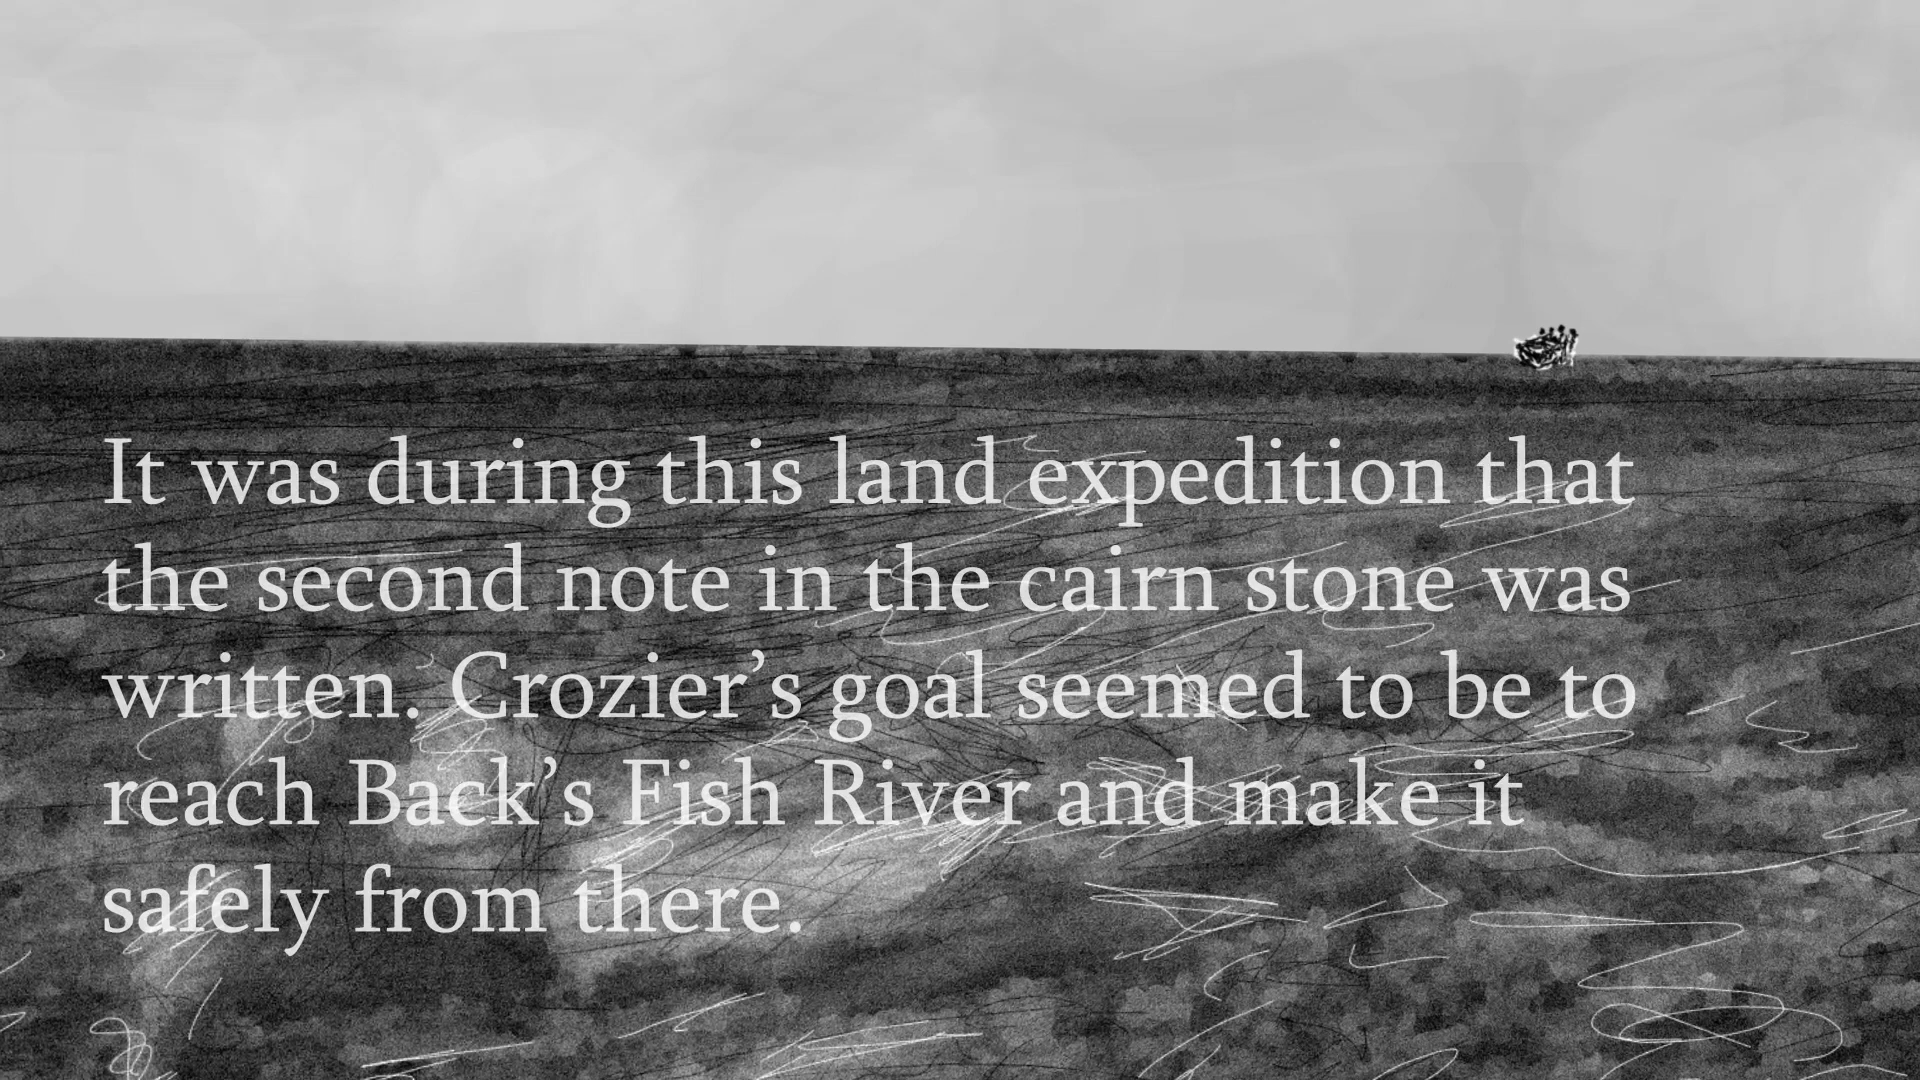 It was during this land expedition that
the second note in the cairn stone was
written. Crozier’s goal seemed to be to
reach Back’s Fish River and make it
safely from there.